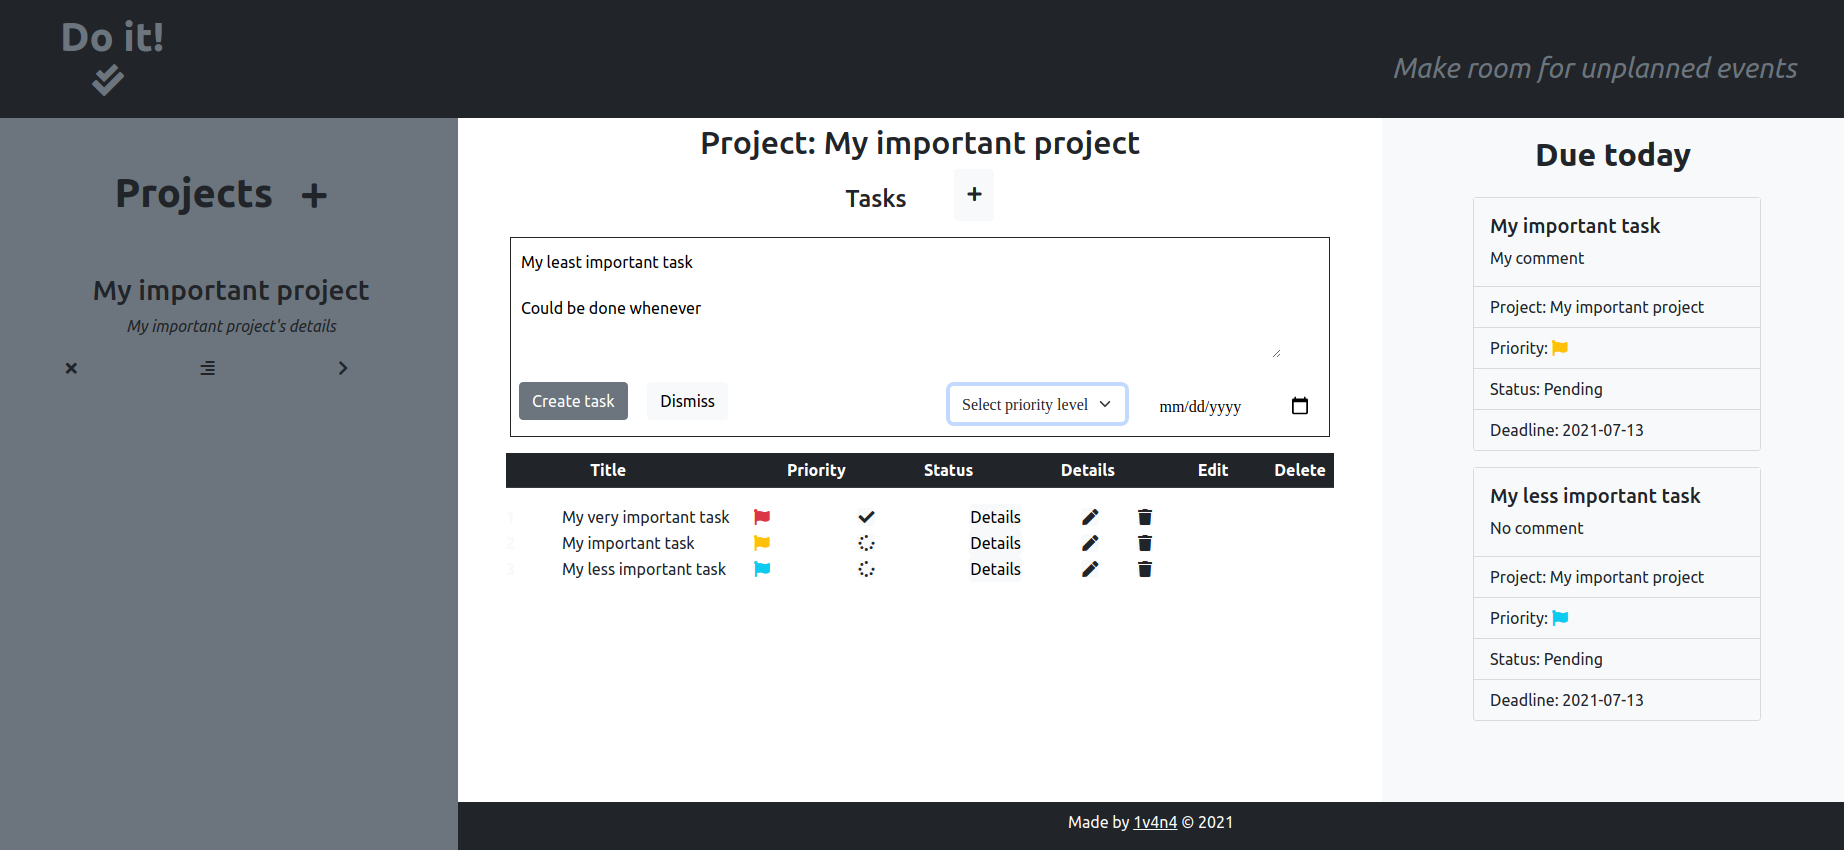 Do it!
Make room for unplanned events
Projects
My important project
My important project's details
Project: My important project
Tasks
My least important task
Could be done whenever
Create task Dismiss Select priority level mm/dd/yyyy
Title Priority Status Details Edit Delete
1 My very important task Details
2 My important task Details
3 My less important task Details
Due today
My important task
My comment
Project: My important project
Priority:
Status: Pending
Deadline: 2021-07-13
My less important task
No comment
Project: My important project
Priority:
Status: Pending
Deadline: 2021-07-13
Made by 1v4n4 © 2021